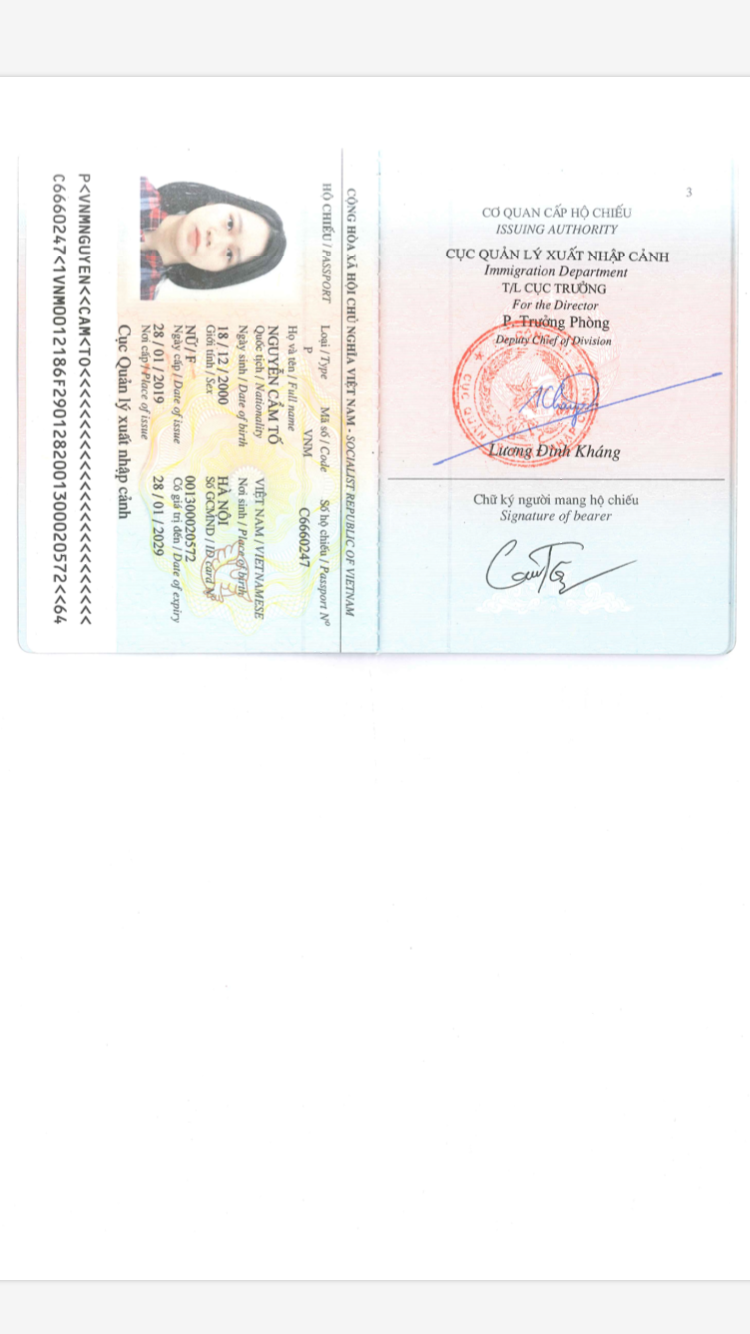 3
CƠ QUAN CẤP HỘ CHIẾU
ISSUING AUTHORITY
CỤC QUẢN LÝ XUẤT NHẬP CẢNH
Immigration Department
T/L CỤC TRƯỞNG
For the Director
P. Trưởng Phòng
Deputy Chief of Division
Lương Đình Kháng
Chữ ký người mang hộ chiếu
Signature of bearer
CỘNG HÒA XÃ HỘI CHỦ NGHĨA VIỆT NAM - SOCIALIST REPUBLIC OF VIETNAM
HỘ CHIẾU / PASSPORT Loại / Type Mã số / Code Số hộ chiếu / Passport Nº
P VNM C6660247
Họ và tên / Full name
NGUYỄN CẨM TỐ
Quốc tịch / Nationality VIỆT NAM / VIETNAMESE
Ngày sinh / Date of birth Nơi sinh / Place of birth
18 / 12 / 2000 HÀ NỘI
Giới tính / Sex Số GCMND / ID card Nº
NỮ / F 001300020572
Ngày cấp / Date of issue Có giá trị đến / Date of expiry
28 / 01 / 2019 28 / 01 / 2029
Nơi cấp / Place of issue
Cục Quản lý xuất nhập cảnh
P<VNMNGUYEN<<CAM<TO<<<<<<<<<<<<<<<<<<<<<<<<<
C6660247<1VNM0012186F2901282001300020572<<64